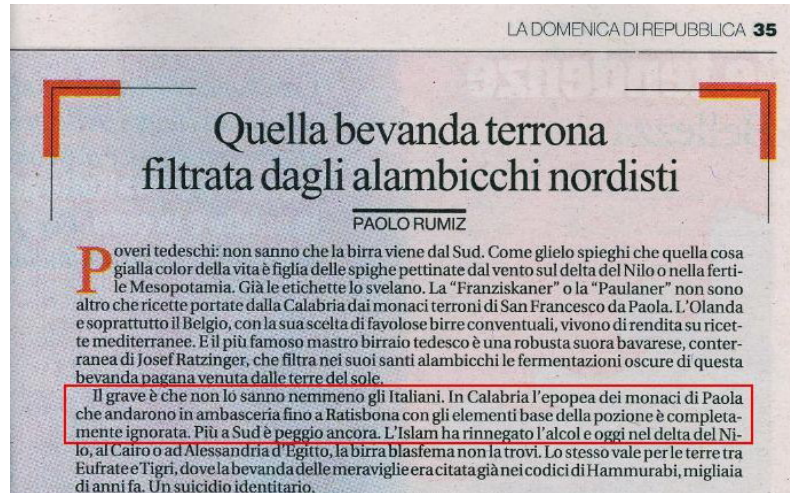 LA DOMENICA DI REPUBBLICA 35
Quella bevanda terrona
filtrata dagli alambicchi nordisti
PAOLO RUMIZ
Poveri tedeschi: non sanno che la birra viene dal Sud. Come glielo spieghi che quella cosa
gialla color della vita è figlia delle spighe pettinate dal vento sul delta del Nilo o nella ferti-
le Mesopotamia. Già le etichette lo svelano. La “Franziskaner” o la “Paulaner” non sono
altro che ricette portate dalla Calabria dai monaci terroni di San Francesco da Paola. L’Olanda
e soprattutto il Belgio, con la sua scelta di favolose birre conventuali, vivono di rendita su ricet-
te mediterranee. E il più famoso mastro birraio tedesco è una robusta suora bavarese, conter-
ranea di Josef Ratzinger, che filtra nei suoi santi alambicchi le fermentazioni oscure di questa
bevanda pagana venuta dalle terre del sole.
Il grave è che non lo sanno nemmeno gli Italiani. In Calabria l’epopea dei monaci di Paola
che andarono in ambasceria fino a Ratisbona con gli elementi base della pozione è completa-
mente ignorata. Più a Sud è peggio ancora. L’Islam ha rinnegato l’alcol e oggi nel delta del Ni-
lo, al Cairo o ad Alessandria d’Egitto, la birra blasfema non la trovi. Lo stesso vale per le terre tra
Eufrate e Tigri, dove la bevanda delle meraviglie era citata già nei codici di Hammurabi, migliaia
di anni fa. Un suicidio identitario.